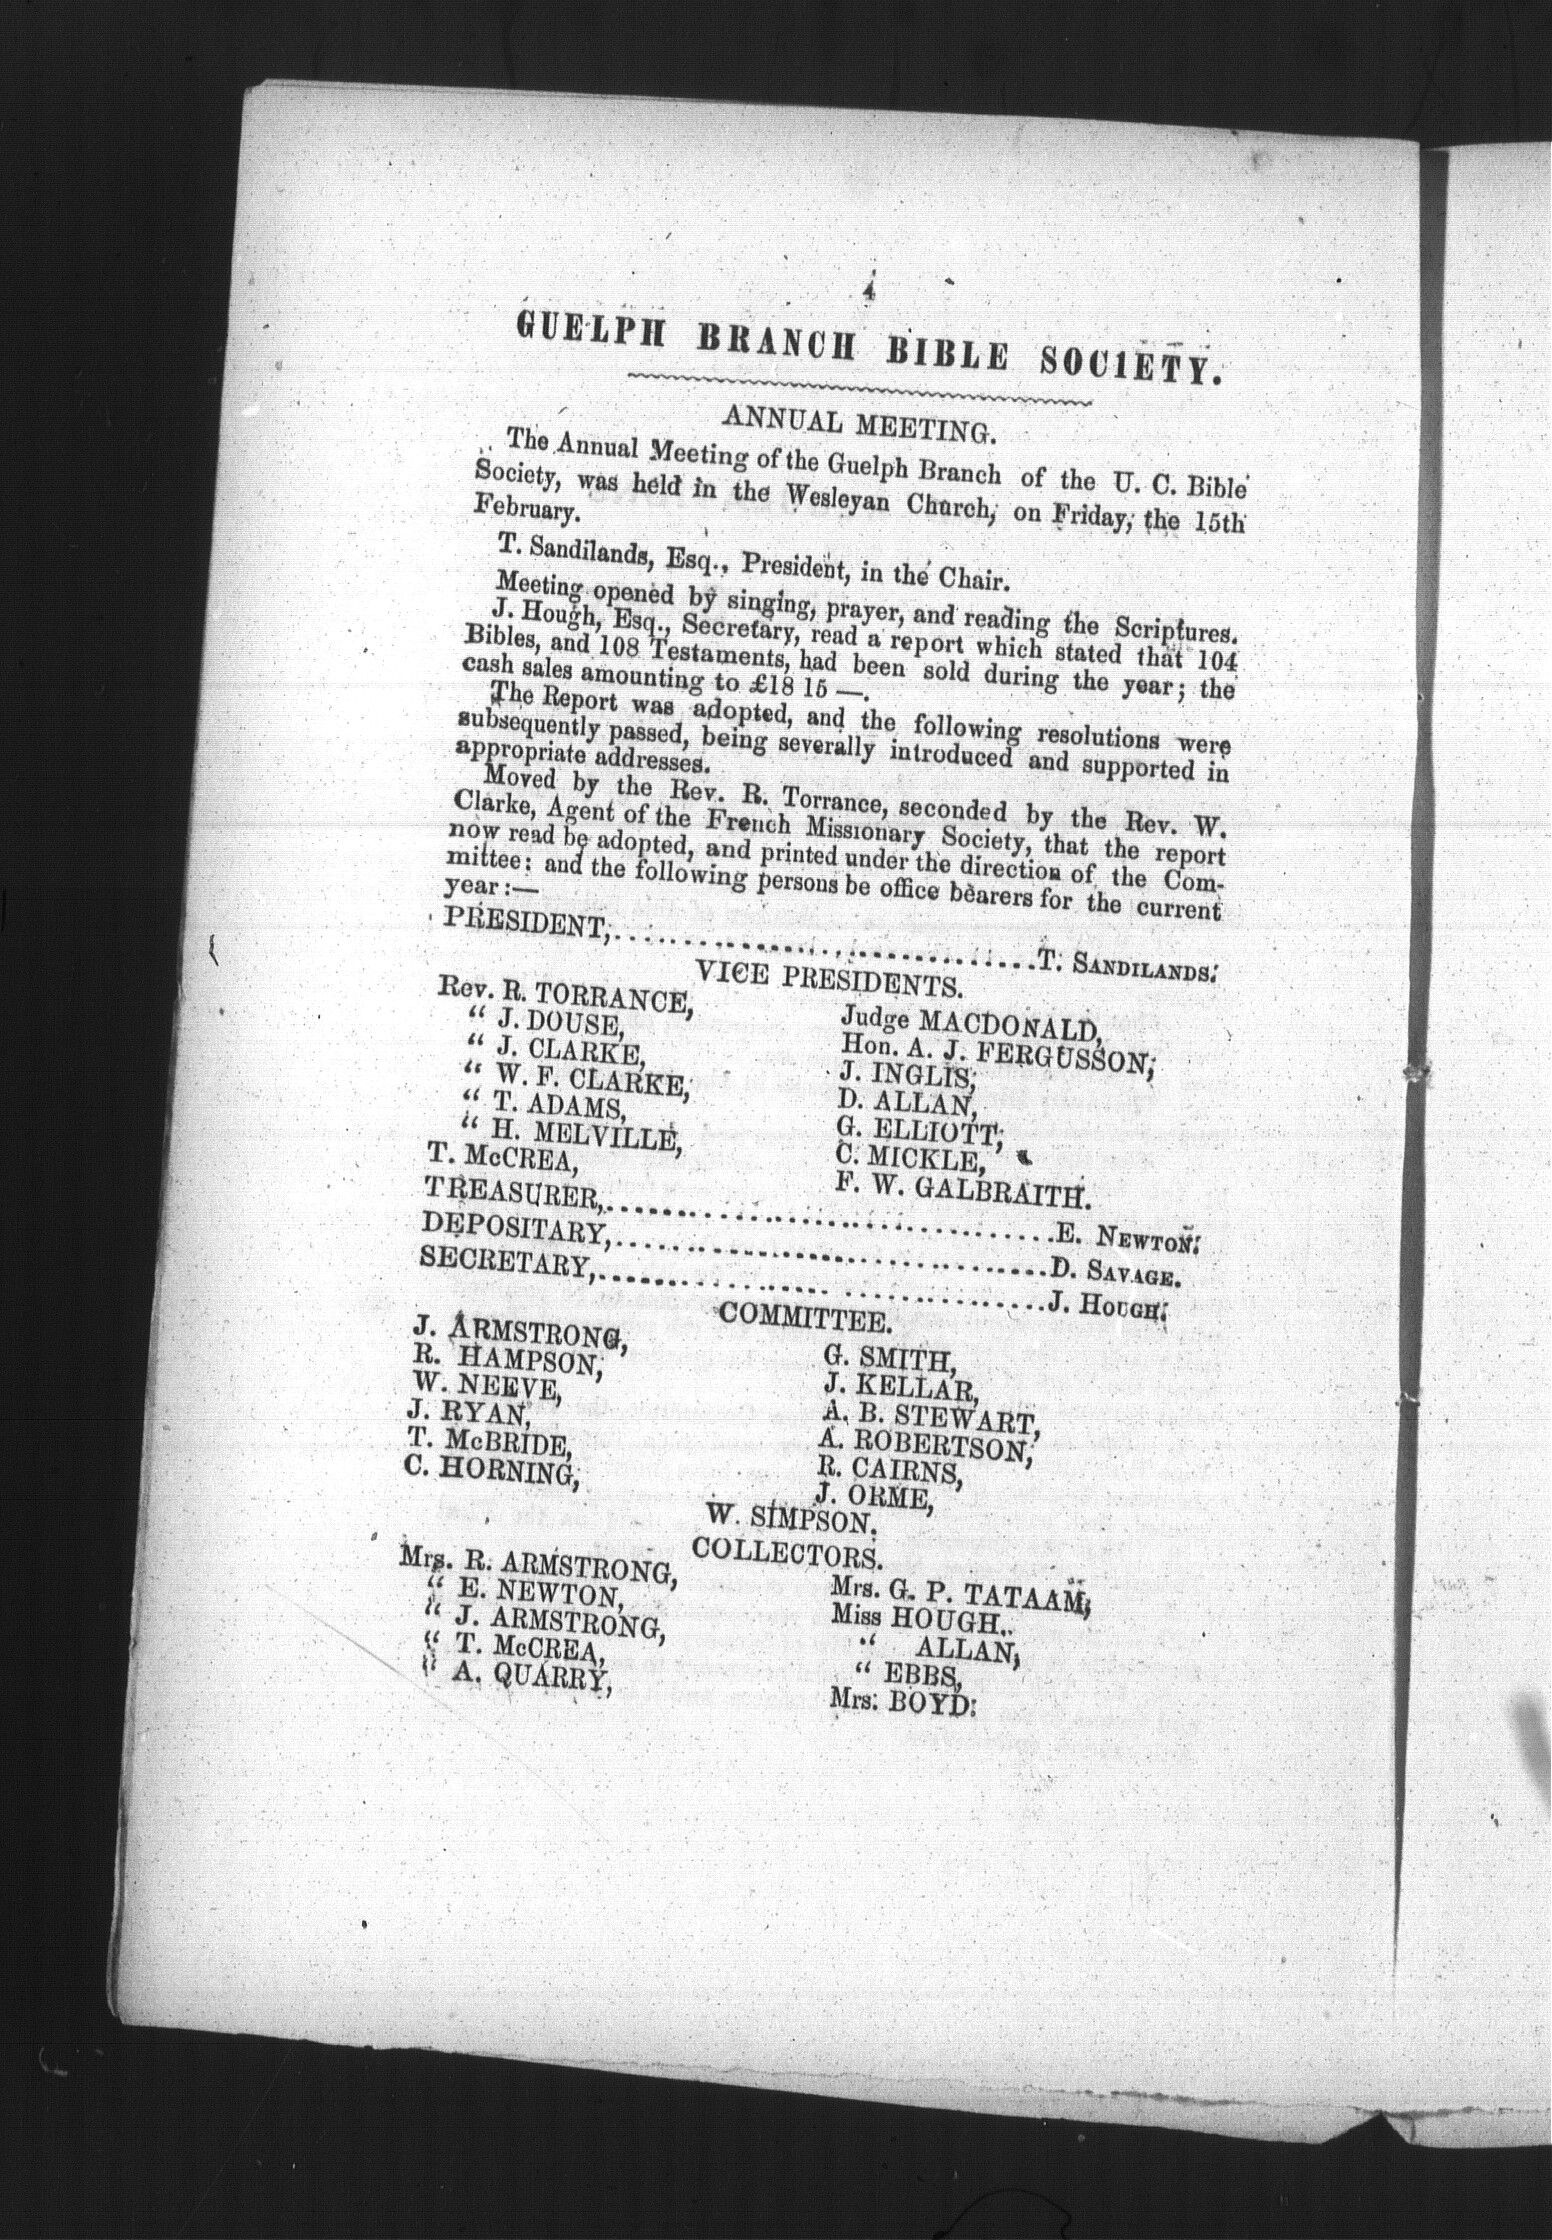 4
GUELPH BRANCH BIBLE SOC1ETY.
ANNUAL MEETING.
The Annual Meeting of the Guelph Branch of the U. C. Bible
Society, was held in the Wesleyan Church, on Friday, the 15th
February.
T. Sandilands, Esq., President, in the Chair.
Meeting opened by singing, prayer, and reading the Scriptures.
J. Hough, Esq., Secretary, read a report which stated that 104
Bibles, and 108 Testaments, had been sold during the year; the
cash sales amounting to £18 15 —.
The Report was adopted, and the following resolutions were
subsequently passed, being severally introduced and supported in
appropriate addresses.
Moved by the Rev. R. Torrance, seconded by the Rev. W.
Clarke, Agent of the French Missionary Society, that the report
now read be adopted, and printed under the direction of the Com-
mittee: and the following persons be office bearers for the current
year:—
PRESIDENT,..............................T. SANDILANDS.
VICE PRESIDENTS.
Rev. R. TORRANCE, Judge MACDONALD,
" J. DOUSE, Hon. A. J. FERGUSSON,
" J. CLARKE, J. INGLIS,
" W. F. CLARKE, D. ALLAN,
" T. ADAMS, G. ELLIOTT,
" H. MELVILLE, C. MICKLE,
T. McCREA, F. W. GALBRAITH.
TREASURER,..............................E. NEWTON.
DEPOSITARY,..............................D. SAVAGE.
SECRETARY,..............................J. HOUGH.
COMMITTEE.
J. ARMSTRONG, G. SMITH,
R. HAMPSON, J. KELLAR,
W. NEEVE, A. B. STEWART,
J. RYAN, A. ROBERTSON,
T. McBRIDE, R. CAIRNS,
C. HORNING, J. ORME,
W. SIMPSON.
COLLECTORS.
Mrs. R. ARMSTRONG, Mrs. G. P. TATAAM,
" E. NEWTON, Miss HOUGH,
" J. ARMSTRONG, " ALLAN,
" T. McCREA, " EBBS,
" A. QUARRY, Mrs. BOYD.